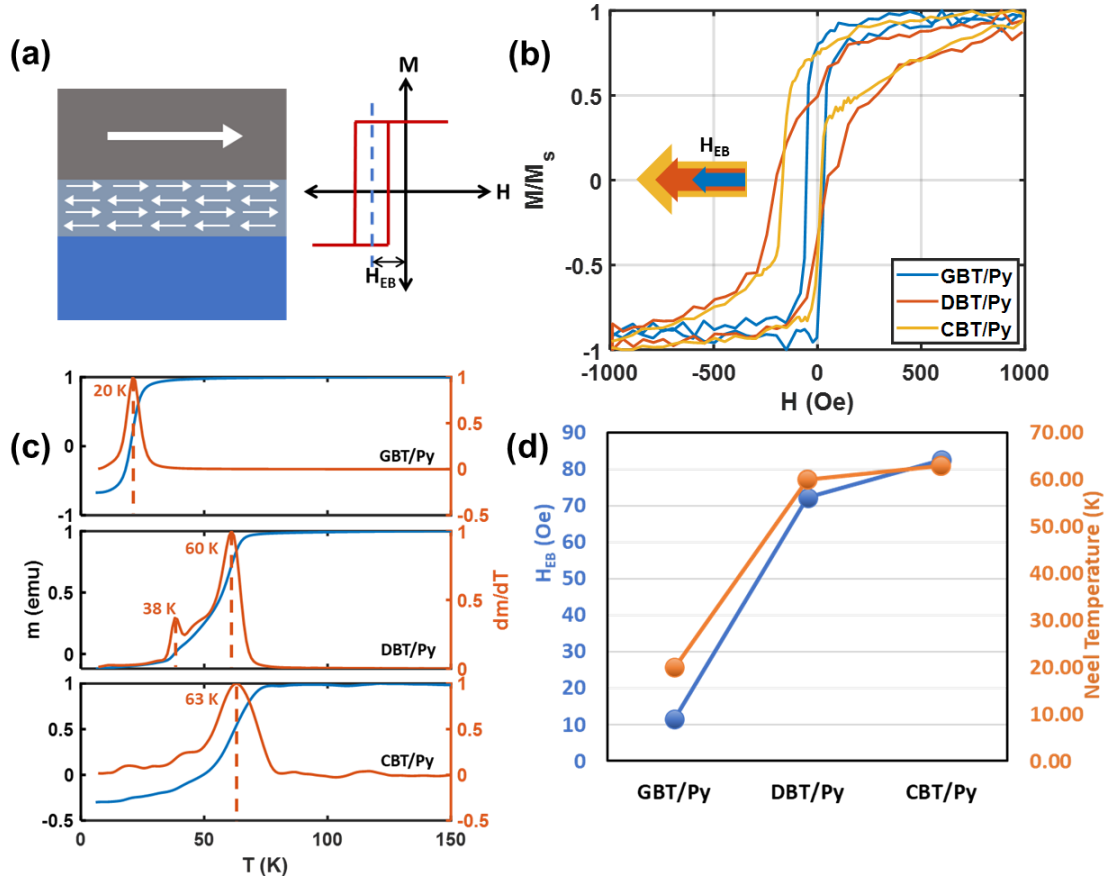 (a)
M
H
H_EB
(b)
1
0.5
0
-0.5
-1
M/M_s
H_EB
GBT/Py
DBT/Py
CBT/Py
-1000
-500
0
500
1000
H (Oe)
(c)
1
0
-1
20 K
GBT/Py
1
0.5
0
-0.5
1
0.5
0
60 K
38 K
DBT/Py
1
0.5
0
m (emu)
dm/dT
1
0.5
0
-0.5
63 K
CBT/Py
1
0.5
0
-0.5
0
50
100
150
T (K)
(d)
90
80
70
60
50
40
30
20
10
0
H_EB (Oe)
70.00
60.00
50.00
40.00
30.00
20.00
10.00
0.00
Neel Temperature (K)
GBT/Py
DBT/Py
CBT/Py